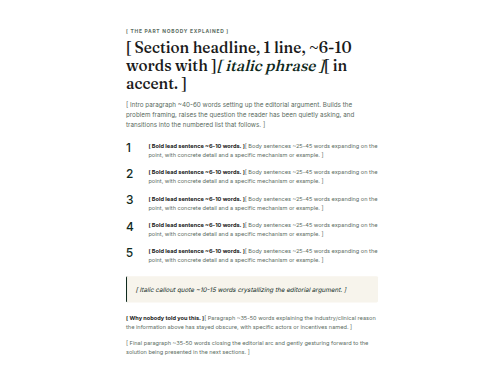 [ THE PART NOBODY EXPLAINED ]
[ Section headline, 1 line, ~6-10
words with ][ italic phrase ][ in
accent. ]
[ Intro paragraph ~40-60 words setting up the editorial argument. Builds the
problem framing, raises the question the reader has been quietly asking, and
transitions into the numbered list that follows. ]
1 [ Bold lead sentence ~6-10 words. ][ Body sentences ~25-45 words expanding on the
point, with concrete detail and a specific mechanism or example. ]
2 [ Bold lead sentence ~6-10 words. ][ Body sentences ~25-45 words expanding on the
point, with concrete detail and a specific mechanism or example. ]
3 [ Bold lead sentence ~6-10 words. ][ Body sentences ~25-45 words expanding on the
point, with concrete detail and a specific mechanism or example. ]
4 [ Bold lead sentence ~6-10 words. ][ Body sentences ~25-45 words expanding on the
point, with concrete detail and a specific mechanism or example. ]
5 [ Bold lead sentence ~6-10 words. ][ Body sentences ~25-45 words expanding on the
point, with concrete detail and a specific mechanism or example. ]
[ Italic callout quote ~10-15 words crystallizing the editorial argument. ]
[ Why nobody told you this. ][ Paragraph ~35-50 words explaining the industry/clinical reason
the information above has stayed obscure, with specific actors or incentives named. ]
[ Final paragraph ~35-50 words closing the editorial arc and gently gesturing forward to the
solution being presented in the next sections. ]